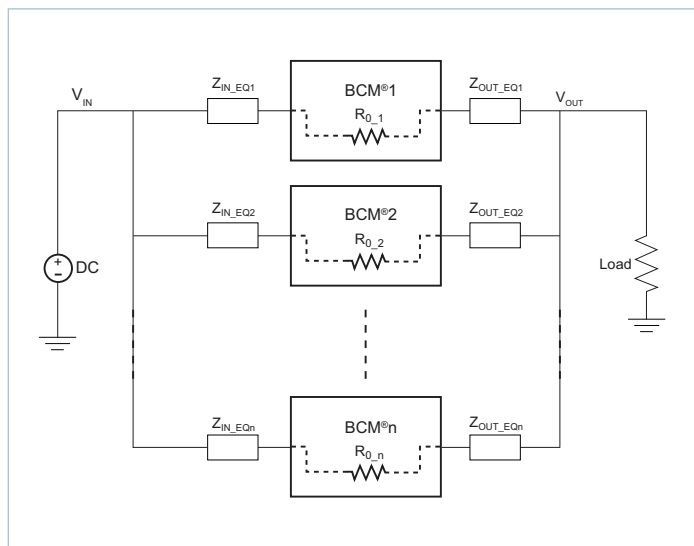 BCM®1
Z_IN_EQ1
Z_OUT_EQ1
V_IN
V_OUT
R_0_1
BCM®2
Z_IN_EQ2
Z_OUT_EQ2
R_0_2
+
DC
-
Load
BCM®n
Z_IN_EQn
Z_OUT_EQn
R_0_n